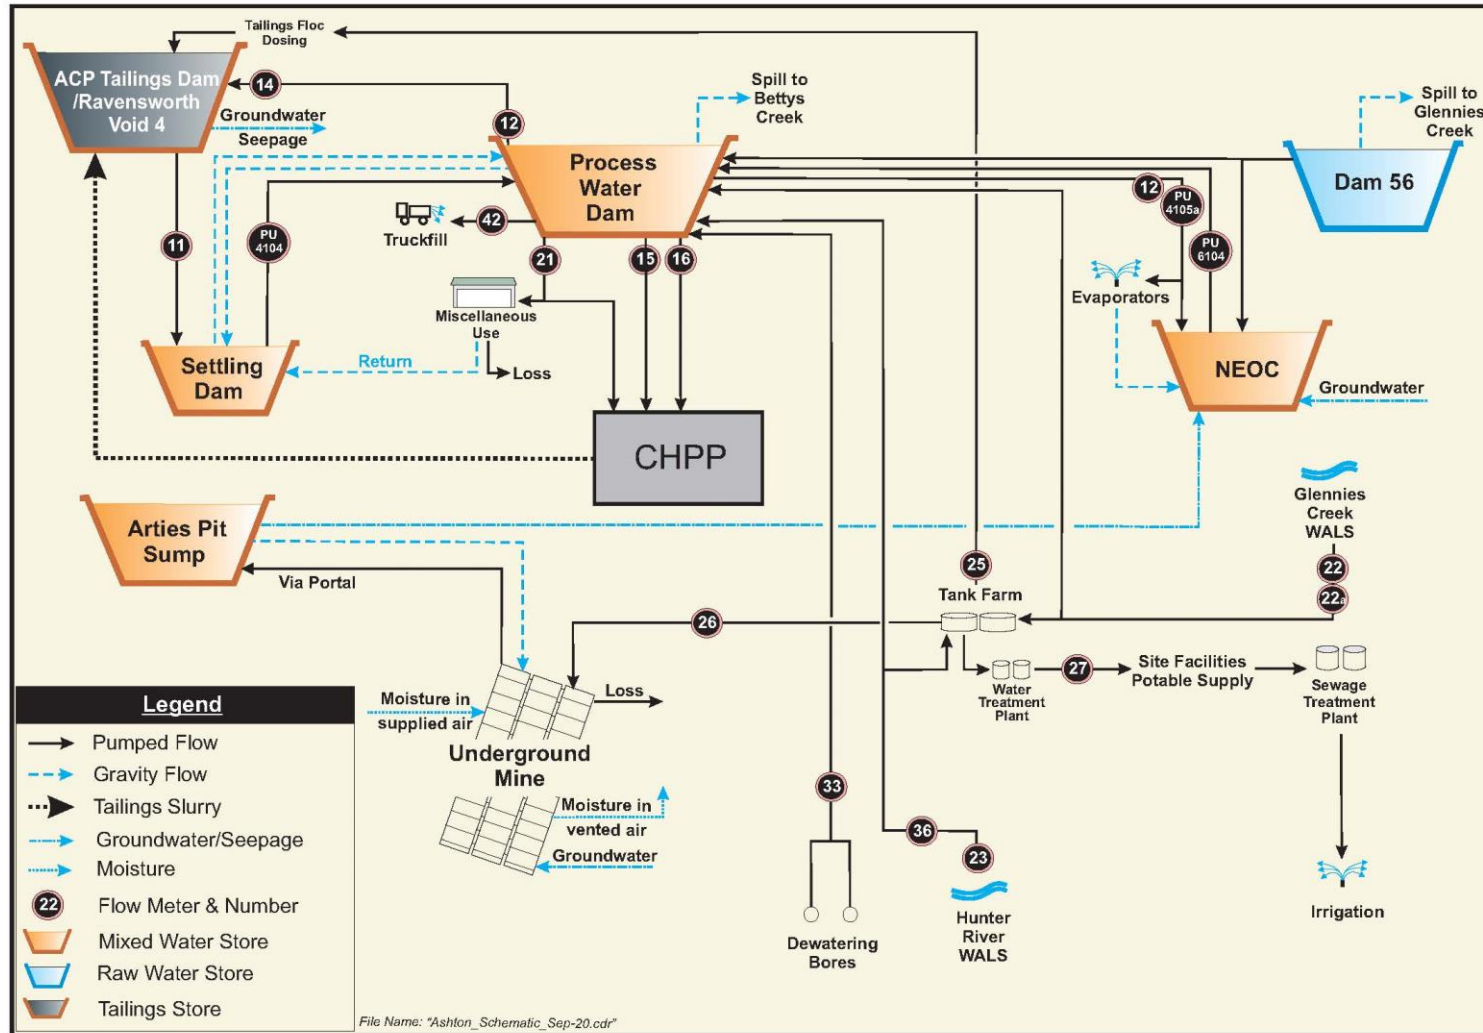 Tailings Floc
Dosing
ACP Tailings Dam
/Ravensworth
Void 4
14
12
Groundwater
Seepage
Spill to
Bettys
Creek
Spill to
Glennies
Creek
Process
Water
Dam
Dam 56
12
PU
4105a
PU
6104
42
Truckfill
11
PU
4104
21
15
16
Evaporators
Miscellaneous
Use
Return
Loss
Settling
Dam
NEOC
Groundwater
CHPP
Glennies
Creek
WALS
22
22a
Arties Pit
Sump
Via Portal
25
Tank Farm
26
Water
Treatment
Plant
27
Site Facilities
Potable Supply
Sewage
Treatment
Plant
Loss
Moisture in
supplied air
Underground
Mine
Moisture in
vented air
Groundwater
33
36
23
Dewatering
Bores
Hunter
River
WALS
Irrigation
Legend
Pumped Flow
Gravity Flow
Tailings Slurry
Groundwater/Seepage
Moisture
22
Flow Meter & Number
Mixed Water Store
Raw Water Store
Tailings Store
File Name: "Ashton_Schematic_Sep-20.cdr"